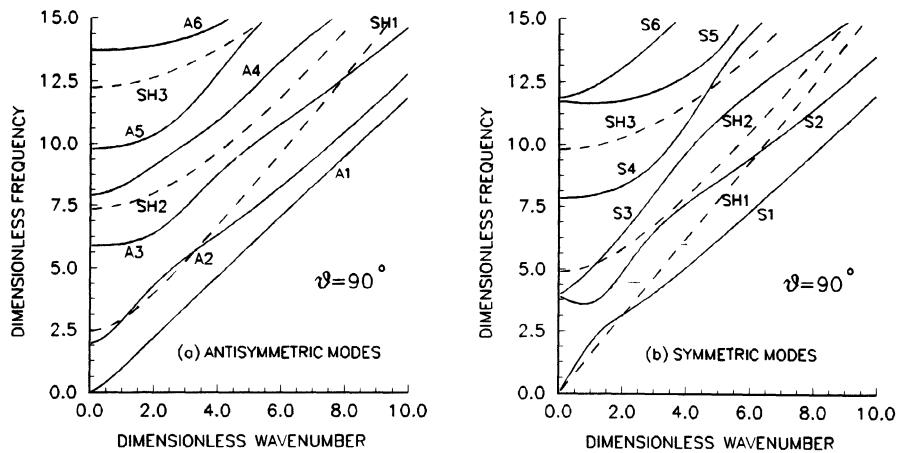 15.0
12.5
10.0
7.5
5.0
2.5
0.0
DIMENSIONLESS FREQUENCY
A6
SH1
SH3
A4
A5
SH2
A3
A2
A1
ϑ=90°
(a) ANTISYMMETRIC MODES
0.0 2.0 4.0 6.0 8.0 10.0
DIMENSIONLESS WAVENUMBER
15.0
12.5
10.0
7.5
5.0
2.5
0.0
DIMENSIONLESS FREQUENCY
S6
S5
SH3
SH2
S2
S4
S3
SH1
S1
ϑ=90°
(b) SYMMETRIC MODES
0.0 2.0 4.0 6.0 8.0 10.0
DIMENSIONLESS WAVENUMBER